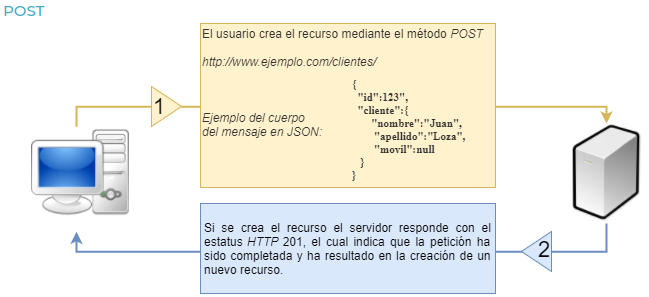 POST
El usuario crea el recurso mediante el método POST
http://www.ejemplo.com/clientes/
1
Ejemplo del cuerpo
del mensaje en JSON:
{
"id":123",
"cliente":{
"nombre":"Juan",
"apellido":"Loza",
"movil":null
}
}
Si se crea el recurso el servidor responde con el
estatus HTTP 201, el cual indica que la petición ha
sido completada y ha resultado en la creación de un
nuevo recurso.
2